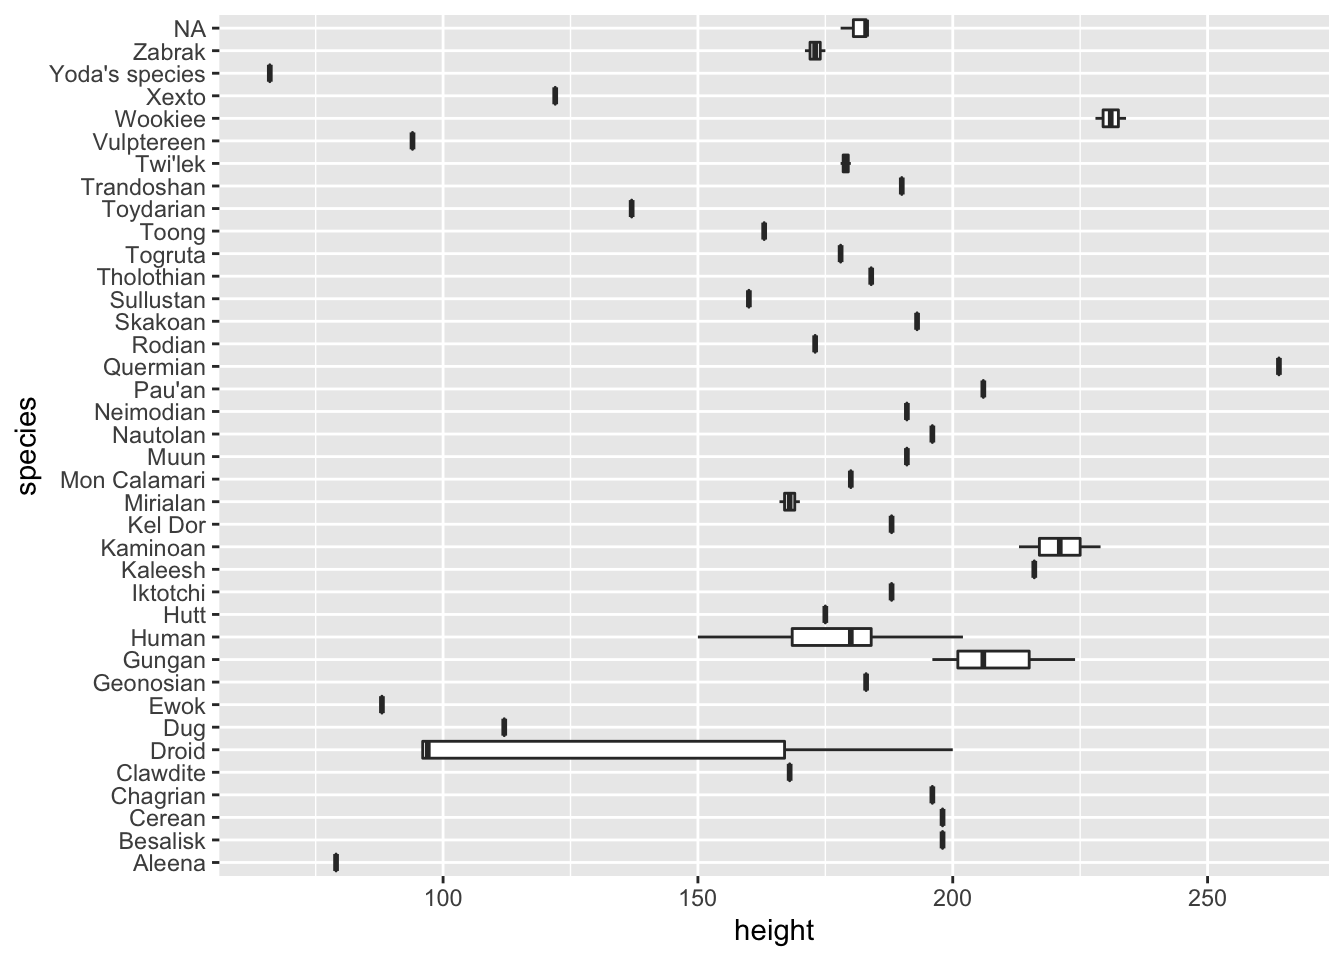 NA
Zabrak
Yoda's species
Xexto
Wookiee
Vulptereen
Twi'lek
Trandoshan
Toydarian
Toong
Togruta
Tholothian
Sullustan
Skakoan
Rodian
Quermian
Pau'an
Neimodian
Nautolan
Muun
Mon Calamari
Mirialan
Kel Dor
Kaminoan
Kaleesh
Iktotchi
Hutt
Human
Gungan
Geonosian
Ewok
Dug
Droid
Clawdite
Chagrian
Cerean
Besalisk
Aleena
species
100 150 200 250
height